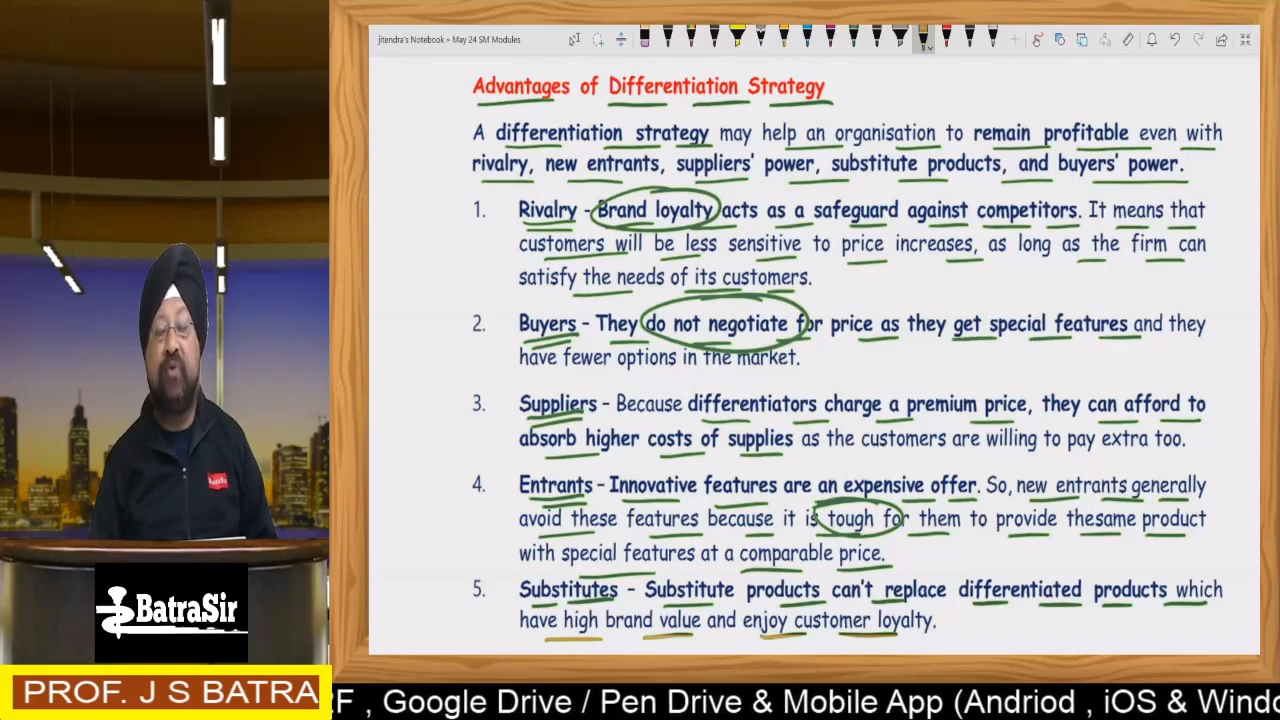 jitendra's Notebook » May 24 SM Modules
Advantages of Differentiation Strategy
A differentiation strategy may help an organisation to remain profitable even with
rivalry, new entrants, suppliers' power, substitute products, and buyers' power.
1. Rivalry - Brand loyalty acts as a safeguard against competitors. It means that
customers will be less sensitive to price increases, as long as the firm can
satisfy the needs of its customers.
2. Buyers - They do not negotiate for price as they get special features and they
have fewer options in the market.
3. Suppliers - Because differentiators charge a premium price, they can afford to
absorb higher costs of supplies as the customers are willing to pay extra too.
4. Entrants - Innovative features are an expensive offer. So, new entrants generally
avoid these features because it is tough for them to provide thesame product
with special features at a comparable price.
5. Substitutes - Substitute products can't replace differentiated products which
have high brand value and enjoy customer loyalty.
BatraSir
PROF. J S BATRA
F , Google Drive / Pen Drive & Mobile App (Andriod , iOS & Windo